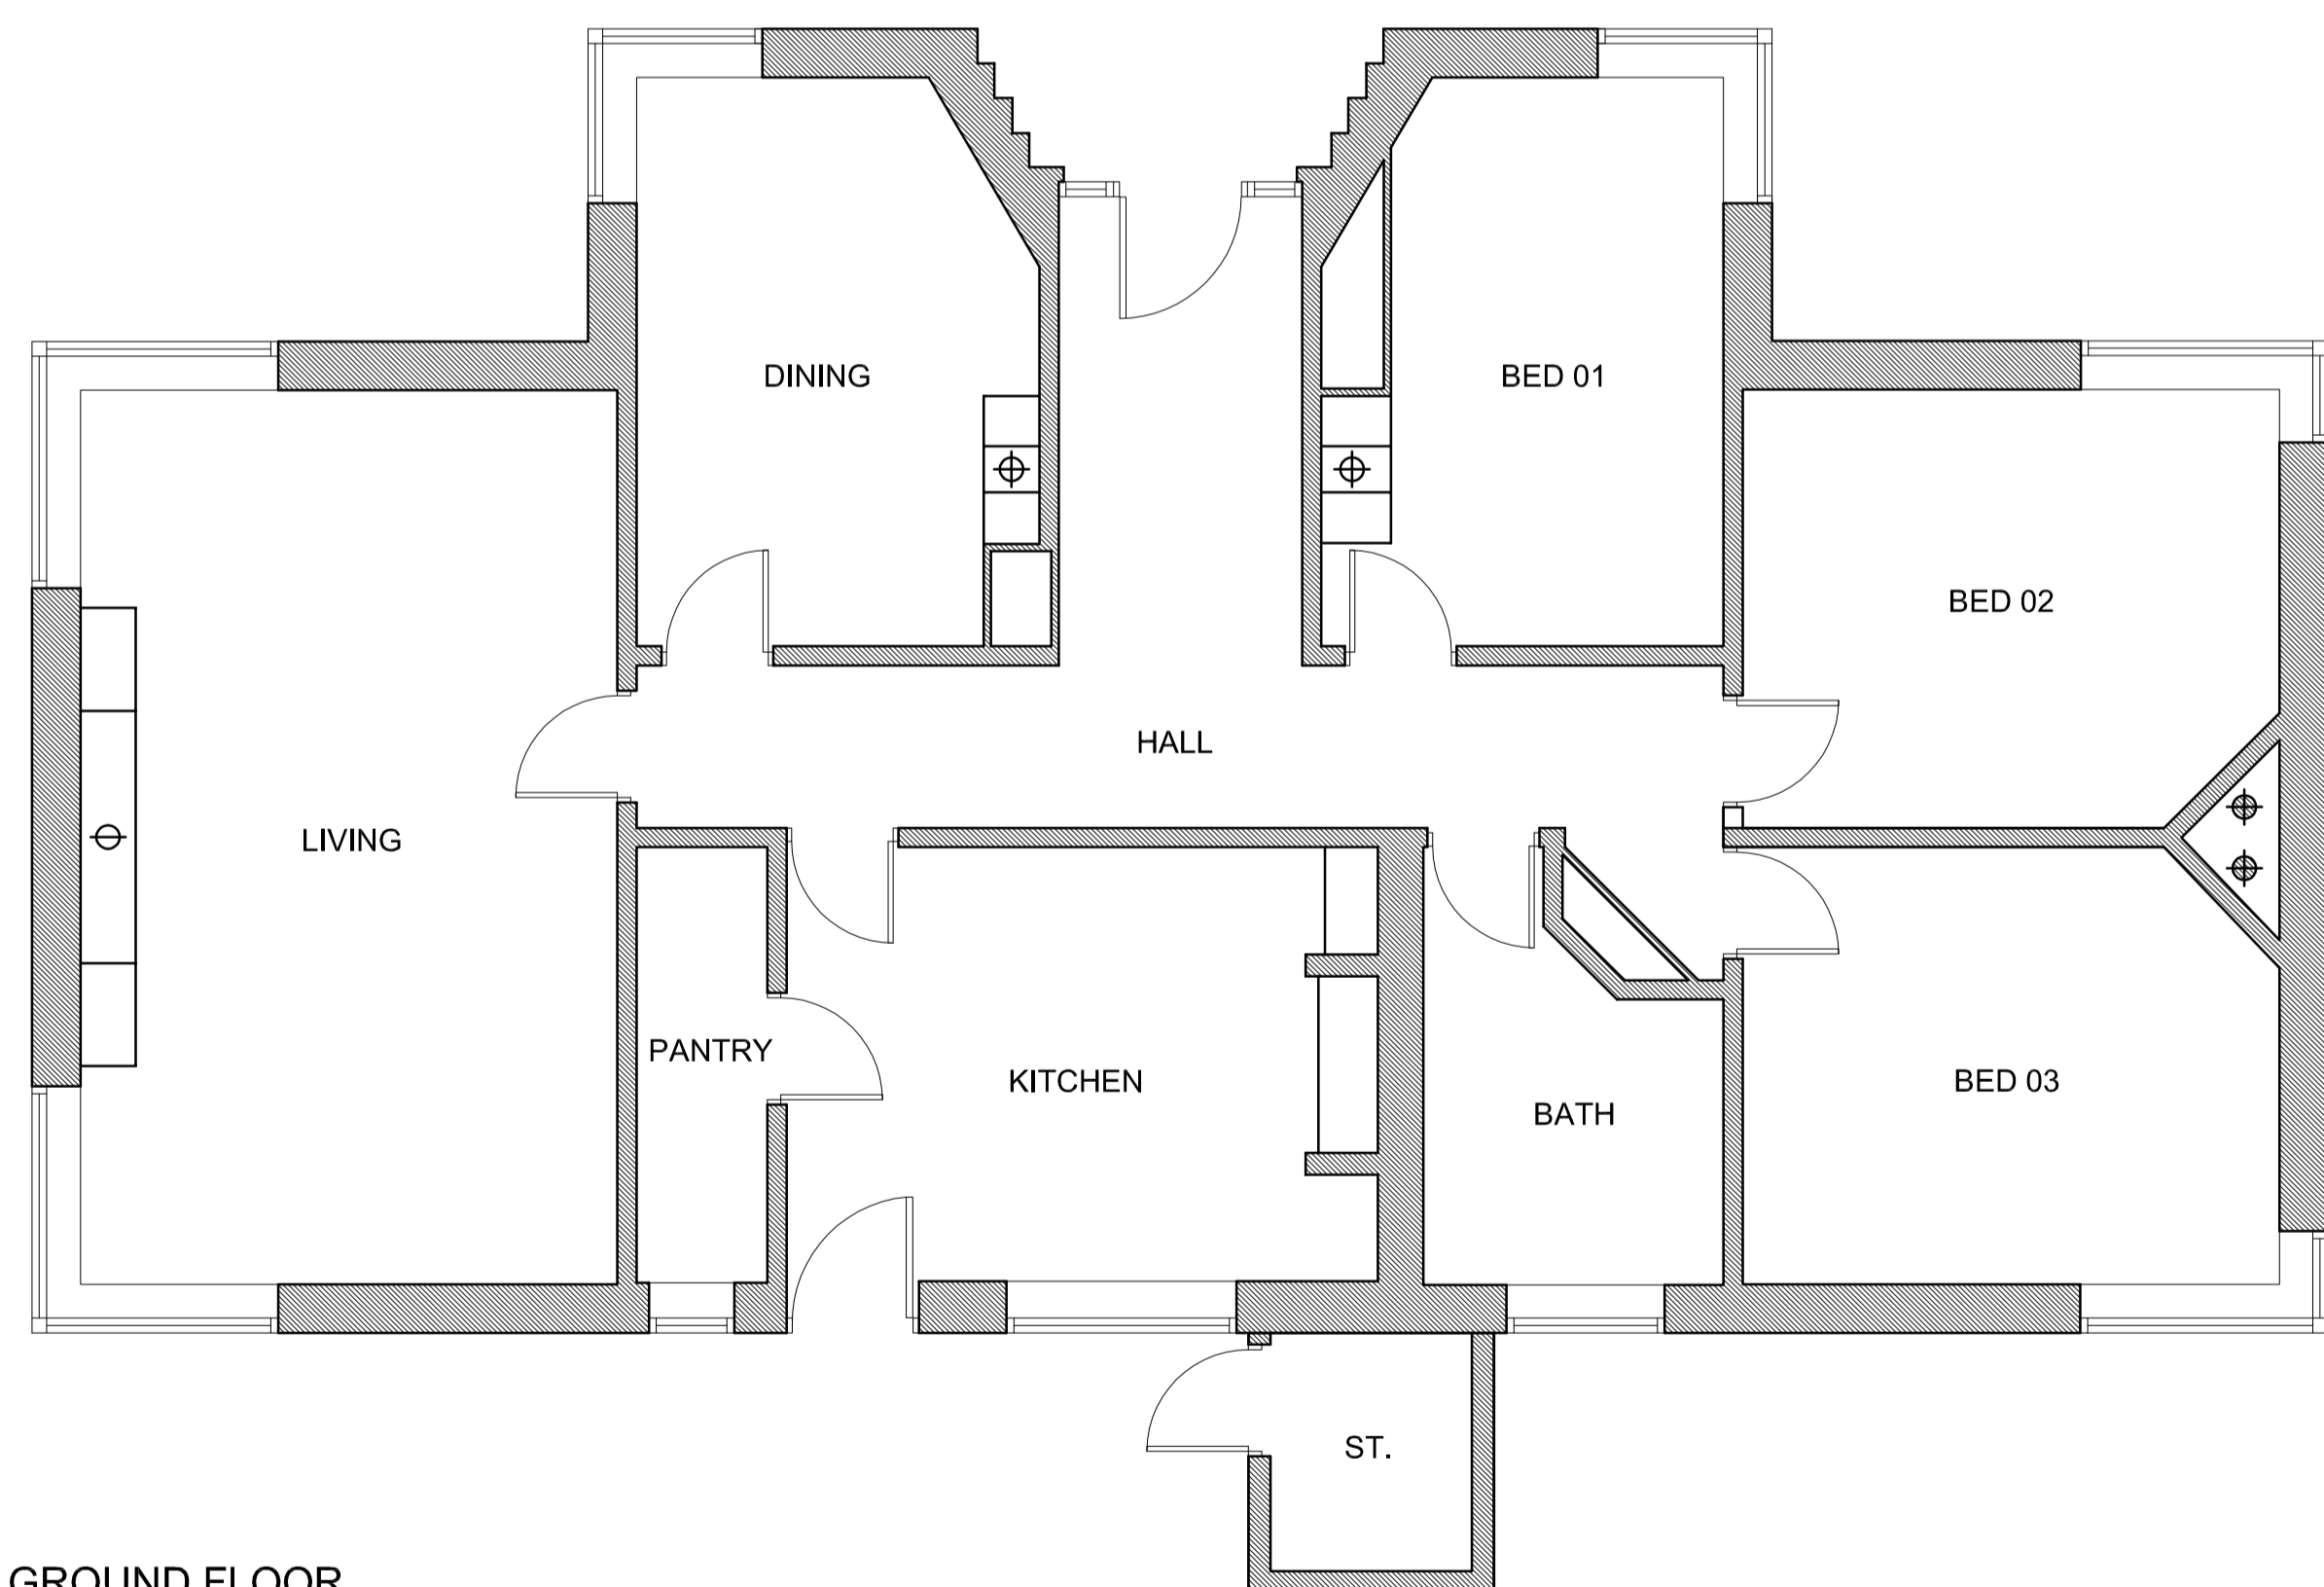 DINING
BED 01
BED 02
HALL
LIVING
PANTRY
KITCHEN
BED 03
BATH
ST.
GROUND FLOOR